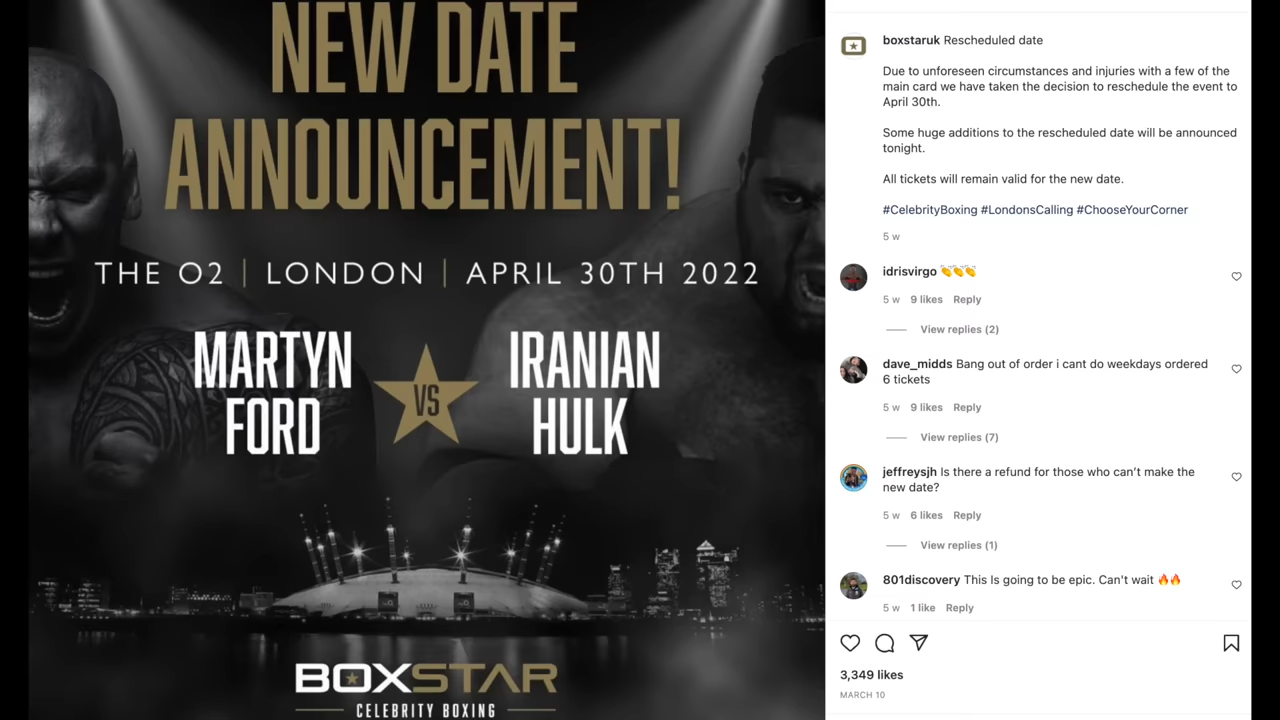 NEW DATE
ANNOUNCEMENT!
THE O2 | LONDON | APRIL 30TH 2022
MARTYN
FORD
VS
IRANIAN
HULK
BOXSTAR
CELEBRITY BOXING
boxstaruk Rescheduled date
Due to unforeseen circumstances and injuries with a few of the
main card we have taken the decision to reschedule the event to
April 30th.
Some huge additions to the rescheduled date will be announced
tonight.
All tickets will remain valid for the new date.
#CelebrityBoxing #LondonsCalling #ChooseYourCorner
5 w
idrisvirgo 👏👏👏
5 w 9 likes Reply
View replies (2)
dave_midds Bang out of order i cant do weekdays ordered
6 tickets
5 w 9 likes Reply
View replies (7)
jeffreysjh Is there a refund for those who can't make the
new date?
5 w 6 likes Reply
View replies (1)
801discovery This Is going to be epic. Can't wait 🔥🔥
5 w 1 like Reply
3,349 likes
MARCH 10